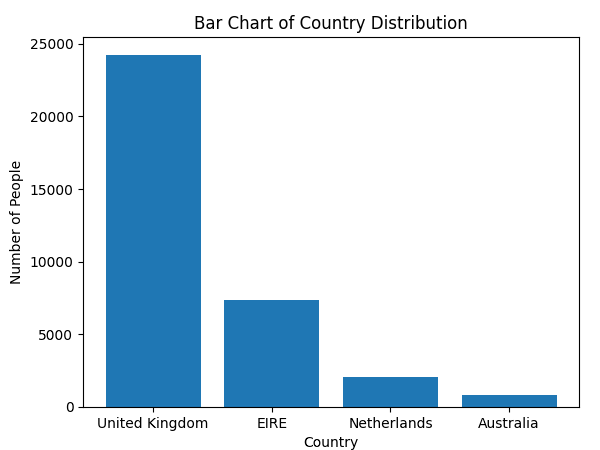 Bar Chart of Country Distribution
25000
20000
15000
10000
5000
0
Number of People
United Kingdom EIRE Netherlands Australia
Country